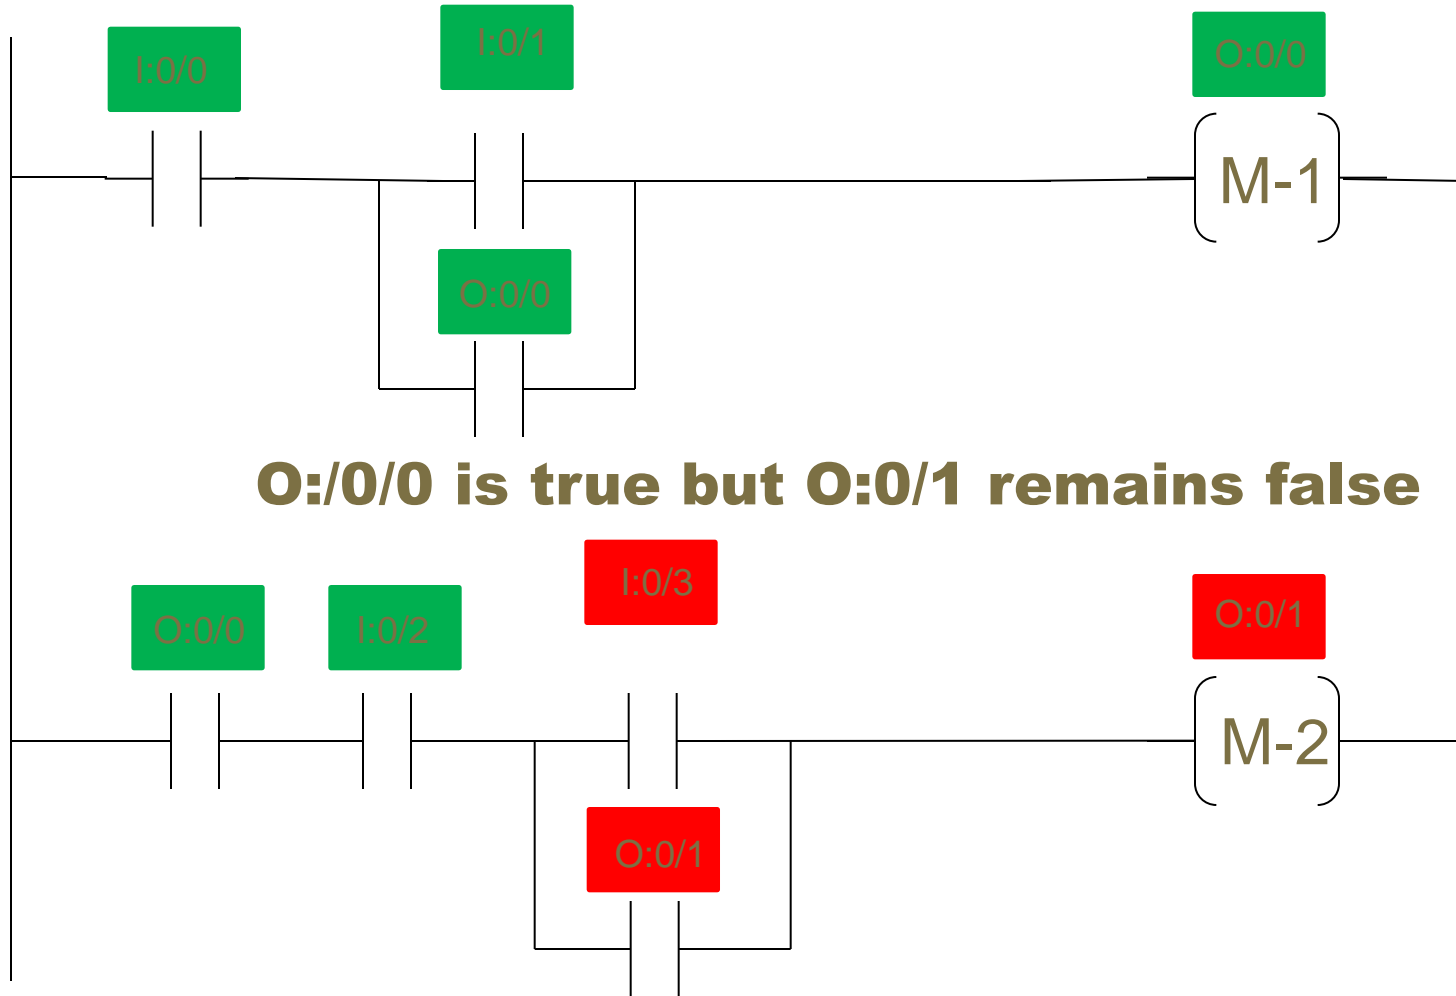 I:0/0
I:0/1
O:0/0
M-1
O:0/0
O:/0/0 is true but O:0/1 remains false
I:0/3
O:0/0
I:0/2
O:0/1
M-2
O:0/1